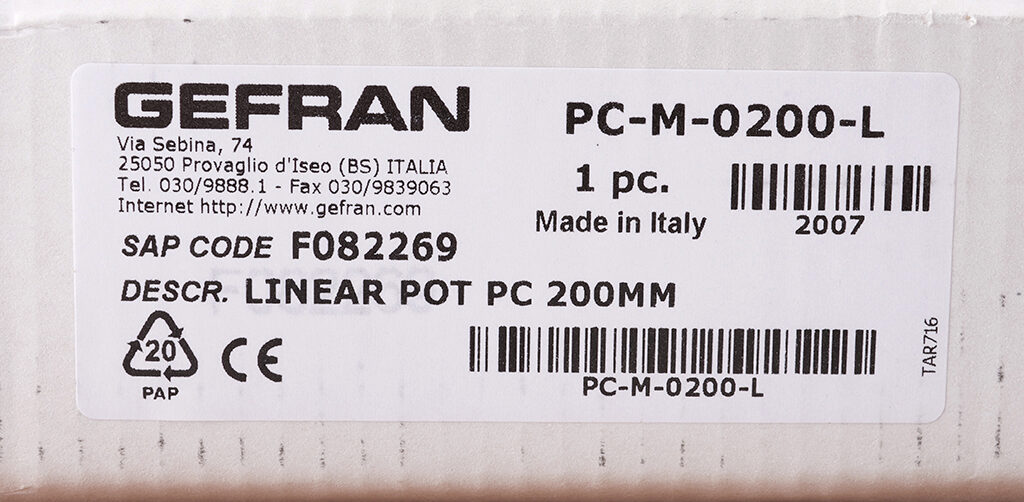 GEFRAN
Via Sebina, 74
25050 Provaglio d'Iseo (BS) ITALIA
Tel. 030/9888.1 - Fax 030/9839063
Internet http://www.gefran.com
SAP CODE F082269
DESCR. LINEAR POT PC 200MM
PC-M-0200-L
1 pc.
Made in Italy
2007
20
PAP
CE
PC-M-0200-L
TAR716